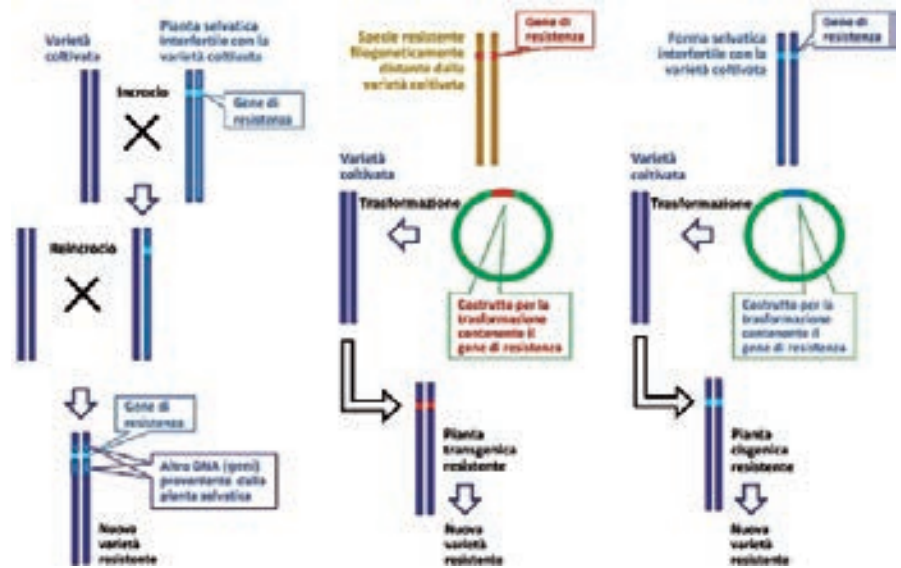 Varietà
coltivata
Pianta selvatica
interfertile con la
varietà coltivata
Incrocio
Gene di
resistenza
Reincrocio
Gene di
resistenza
Altro DNA (geni)
proveniente dalla
pianta selvatica
Nuova
varietà
resistente
Specie resistente
filogeneticamente
distante dalla
varietà coltivata
Gene di
resistenza
Varietà
coltivata
Trasformazione
Costrutto per la
trasformazione
contenente il
gene di resistenza
Pianta
transgenica
resistente
Nuova
varietà
resistente
Forma selvatica
interfertile con la
varietà coltivata
Gene di
resistenza
Varietà
coltivata
Trasformazione
Costrutto per la
trasformazione
contenente il
gene di resistenza
Pianta
cisgenica
resistente
Nuova
varietà
resistente